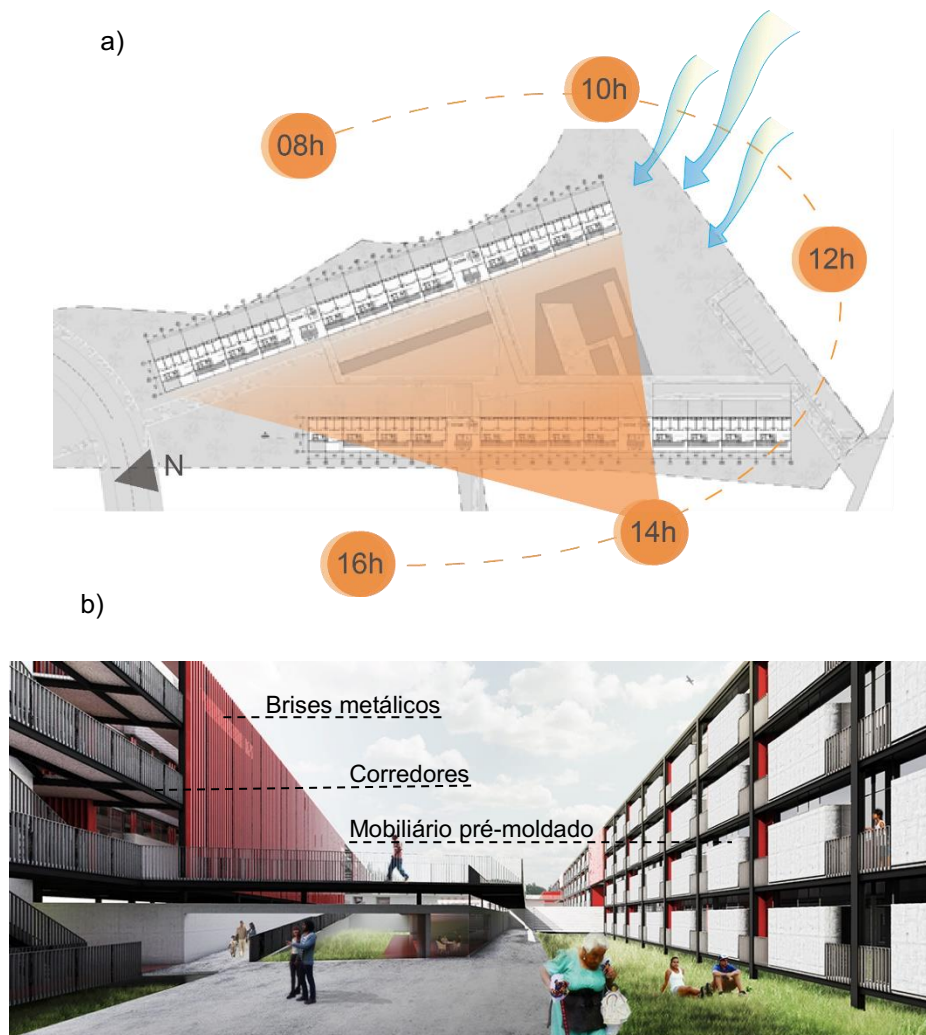 a)
10h
08h
12h
N
14h
16h
b)
Brises metálicos
Corredores
Mobiliário pré-moldado